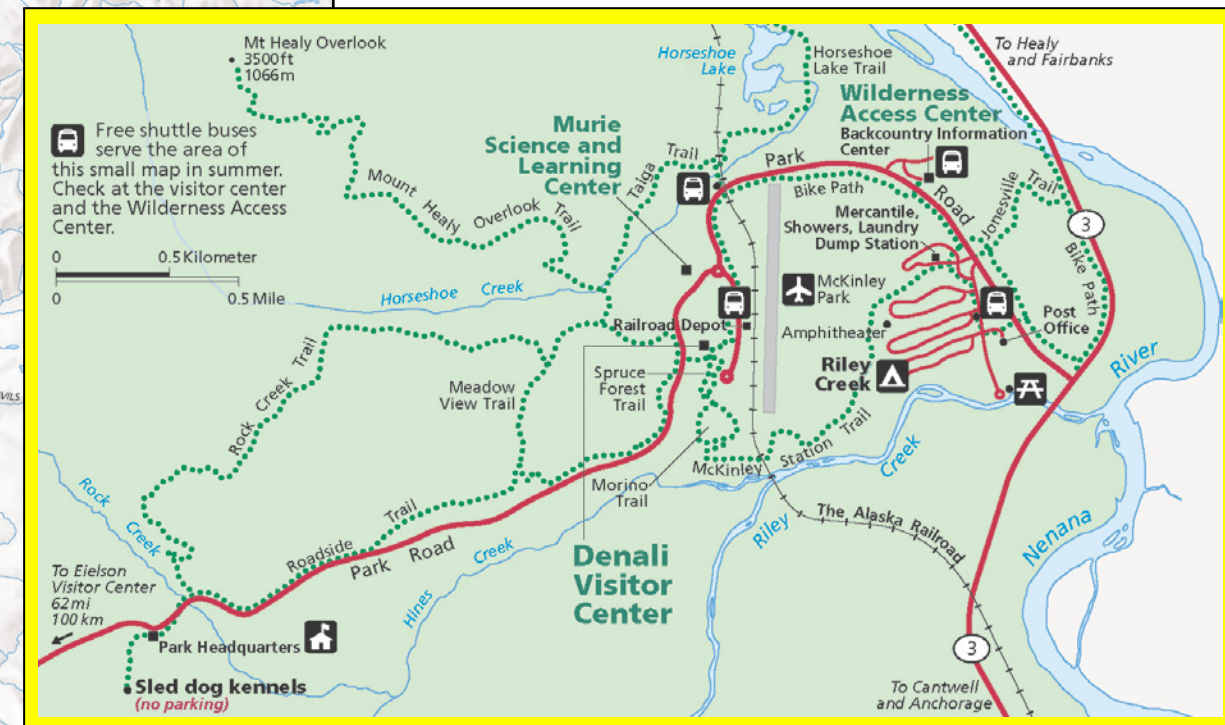 Mt Healy Overlook
3500ft
1066m
Horseshoe
Lake
Horseshoe
Lake Trail
To Healy
and Fairbanks
Free shuttle buses
serve the area of
this small map in summer.
Check at the visitor center
and the Wilderness Access
Center.
0 0.5 Kilometer
0 0.5 Mile
Murie
Science and
Learning
Center
Wilderness
Access Center
Backcountry Information
Center
Taiga Trail
Park Road
Bike Path
Mount Healy Overlook Trail
Mercantile,
Showers, Laundry
Dump Station
Jonesville Trail
3
Bike Path
Horseshoe Creek
McKinley
Park
Railroad Depot
Amphitheater
Post
Office
Riley
Creek
River
Rock Creek Trail
Meadow
View Trail
Spruce
Forest
Trail
McKinley Station Trail
Morino
Trail
Creek
Riley
The Alaska Railroad
Nenana
Rock
Creek
Roadside Trail
Park Road
Hines Creek
Denali
Visitor
Center
To Eielson
Visitor Center
62mi
100 km
Park Headquarters
Sled dog kennels
(no parking)
3
To Cantwell
and Anchorage
VILS